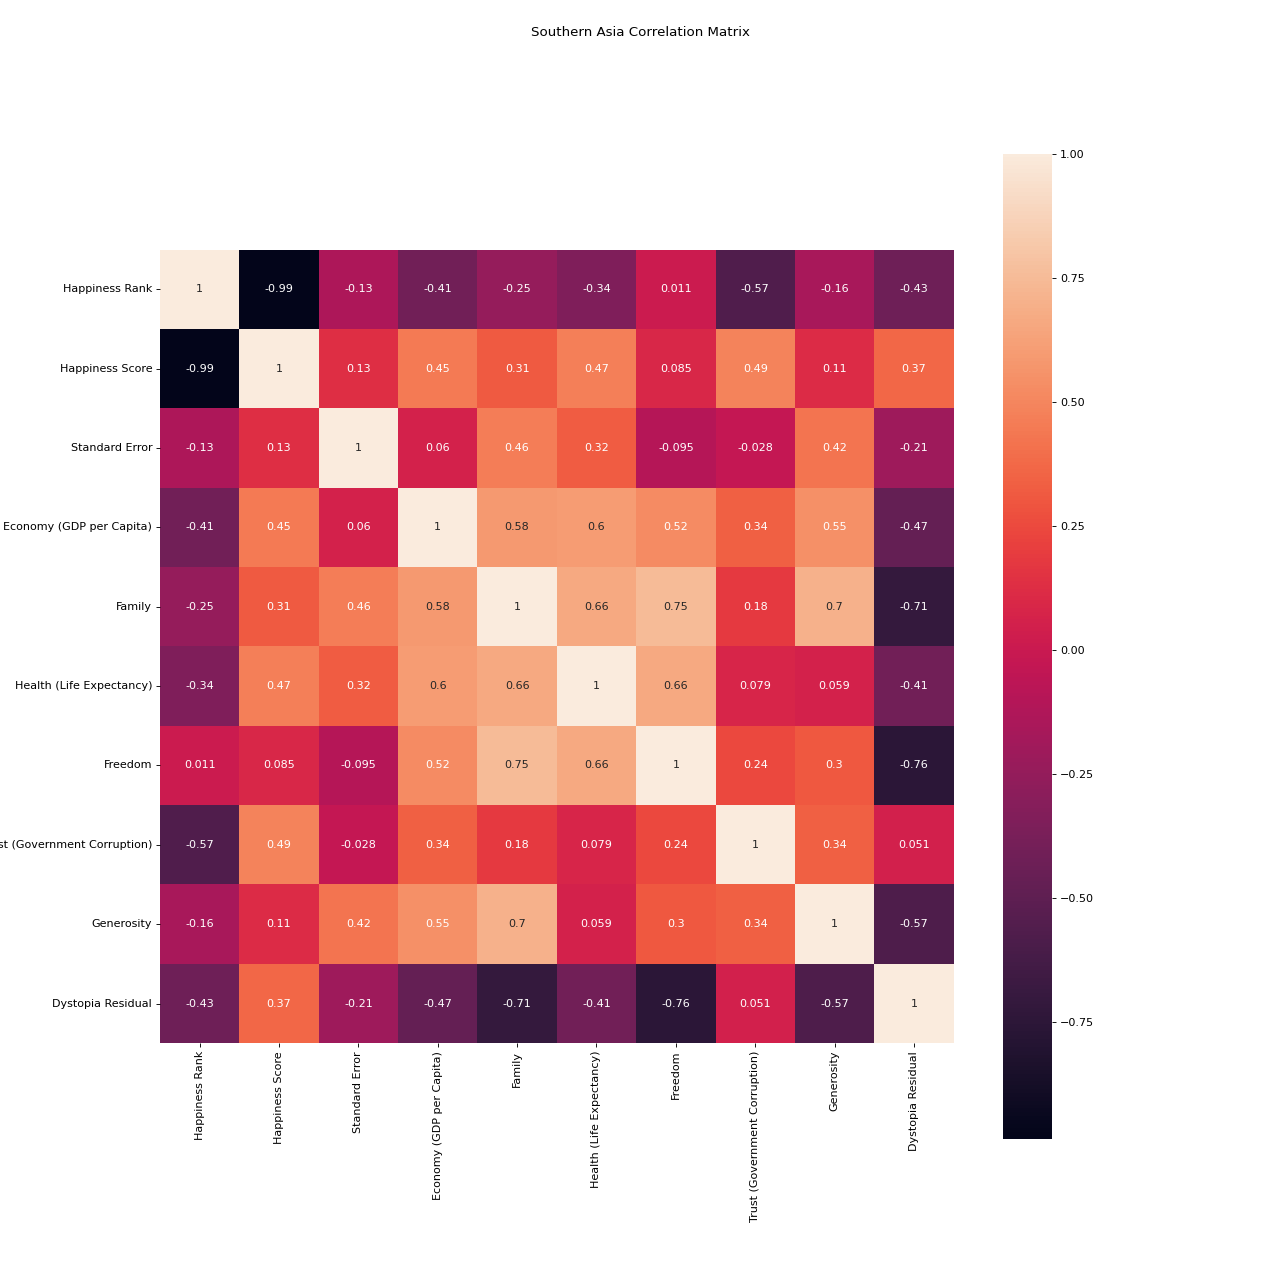 Southern Asia Correlation Matrix
Happiness Rank 1 -0.99 -0.13 -0.41 -0.25 -0.34 0.011 -0.57 -0.16 -0.43
Happiness Score -0.99 1 0.13 0.45 0.31 0.47 0.085 0.49 0.11 0.37
Standard Error -0.13 0.13 1 0.06 0.46 0.32 -0.095 -0.028 0.42 -0.21
Economy (GDP per Capita) -0.41 0.45 0.06 1 0.58 0.6 0.52 0.34 0.55 -0.47
Family -0.25 0.31 0.46 0.58 1 0.66 0.75 0.18 0.7 -0.71
Health (Life Expectancy) -0.34 0.47 0.32 0.6 0.66 1 0.66 0.079 0.059 -0.41
Freedom 0.011 0.085 -0.095 0.52 0.75 0.66 1 0.24 0.3 -0.76
st (Government Corruption) -0.57 0.49 -0.028 0.34 0.18 0.079 0.24 1 0.34 0.051
Generosity -0.16 0.11 0.42 0.55 0.7 0.059 0.3 0.34 1 -0.57
Dystopia Residual -0.43 0.37 -0.21 -0.47 -0.71 -0.41 -0.76 0.051 -0.57 1
Happiness Rank
Happiness Score
Standard Error
Economy (GDP per Capita)
Family
Health (Life Expectancy)
Freedom
Trust (Government Corruption)
Generosity
Dystopia Residual
1.00
0.75
0.50
0.25
0.00
−0.25
−0.50
−0.75